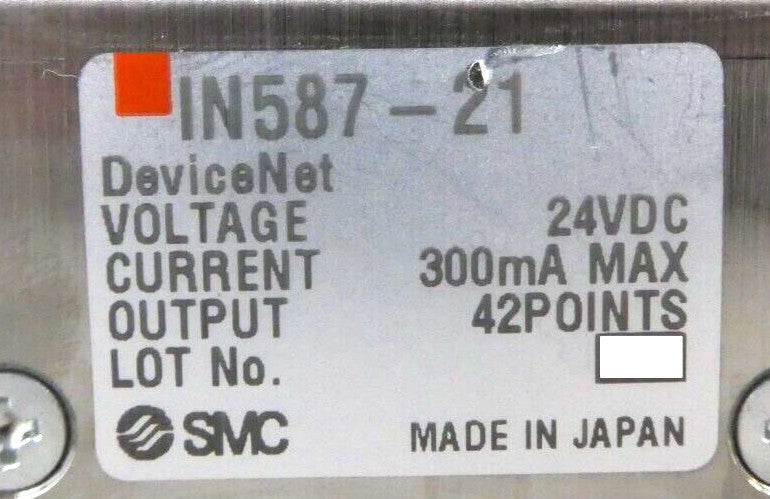 IN587-21
DeviceNet
VOLTAGE 24VDC
CURRENT 300mA MAX
OUTPUT 42POINTS
LOT No.
SMC MADE IN JAPAN